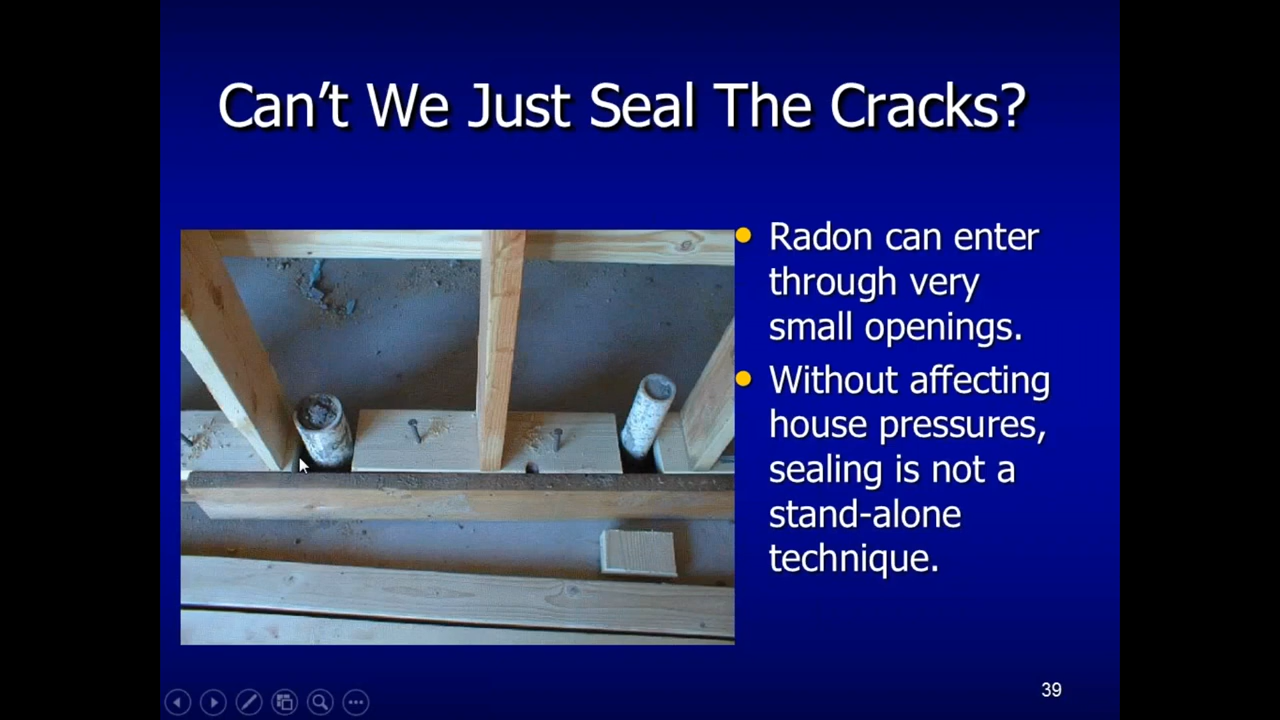 Can’t We Just Seal The Cracks?
Radon can enter
through very
small openings.
Without affecting
house pressures,
sealing is not a
stand-alone
technique.
39